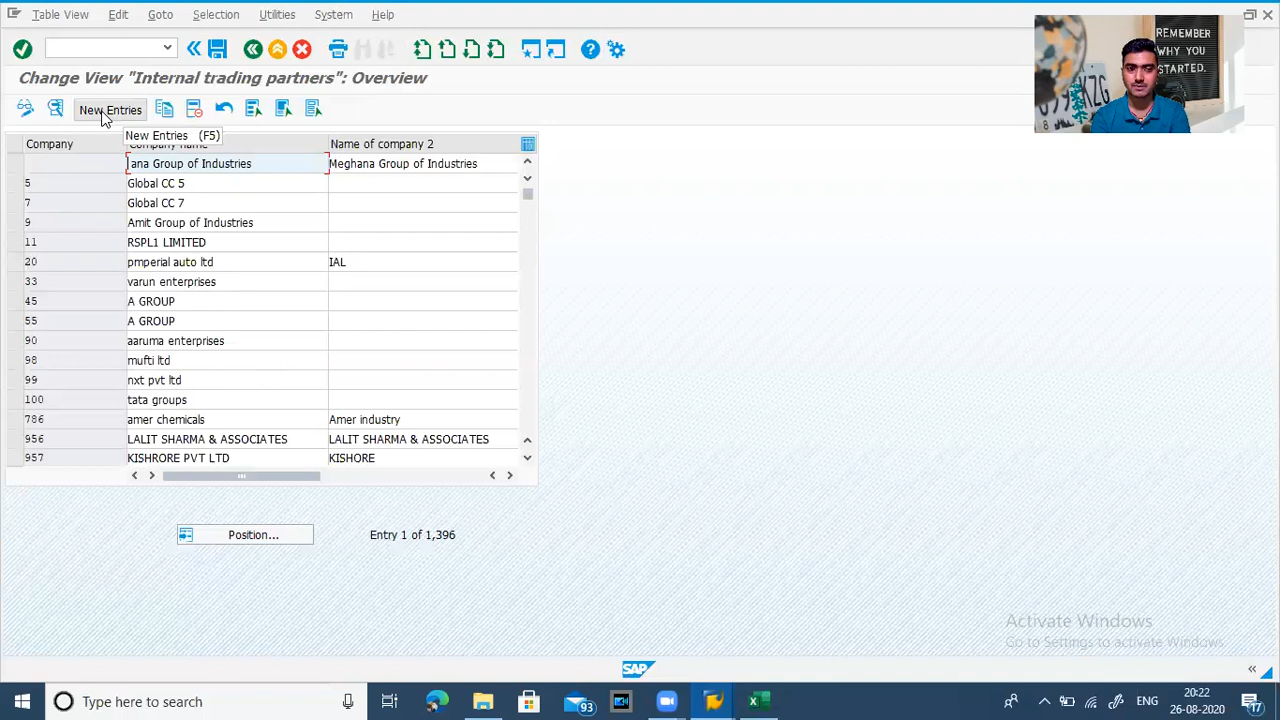 Table View Edit Goto Selection Utilities System Help
Change View "Internal trading partners": Overview
New Entries
New Entries (F5)
Company Company name Name of company 2
ana Group of Industries Meghana Group of Industries
5 Global CC 5
7 Global CC 7
9 Amit Group of Industries
11 RSPL1 LIMITED
20 pmperial auto ltd IAL
33 varun enterprises
45 A GROUP
55 A GROUP
90 aaruma enterprises
98 mufti ltd
99 nxt pvt ltd
100 tata groups
786 amer chemicals Amer industry
956 LALIT SHARMA & ASSOCIATES LALIT SHARMA & ASSOCIATES
957 KISHRORE PVT LTD KISHORE
Position... Entry 1 of 1,396
REMEMBER
WHY YOU
STARTED.
KZG
8
Activate Windows
Go to Settings to activate Windows.
SAP
Type here to search
93
ENG
20:22
26-08-2020
17